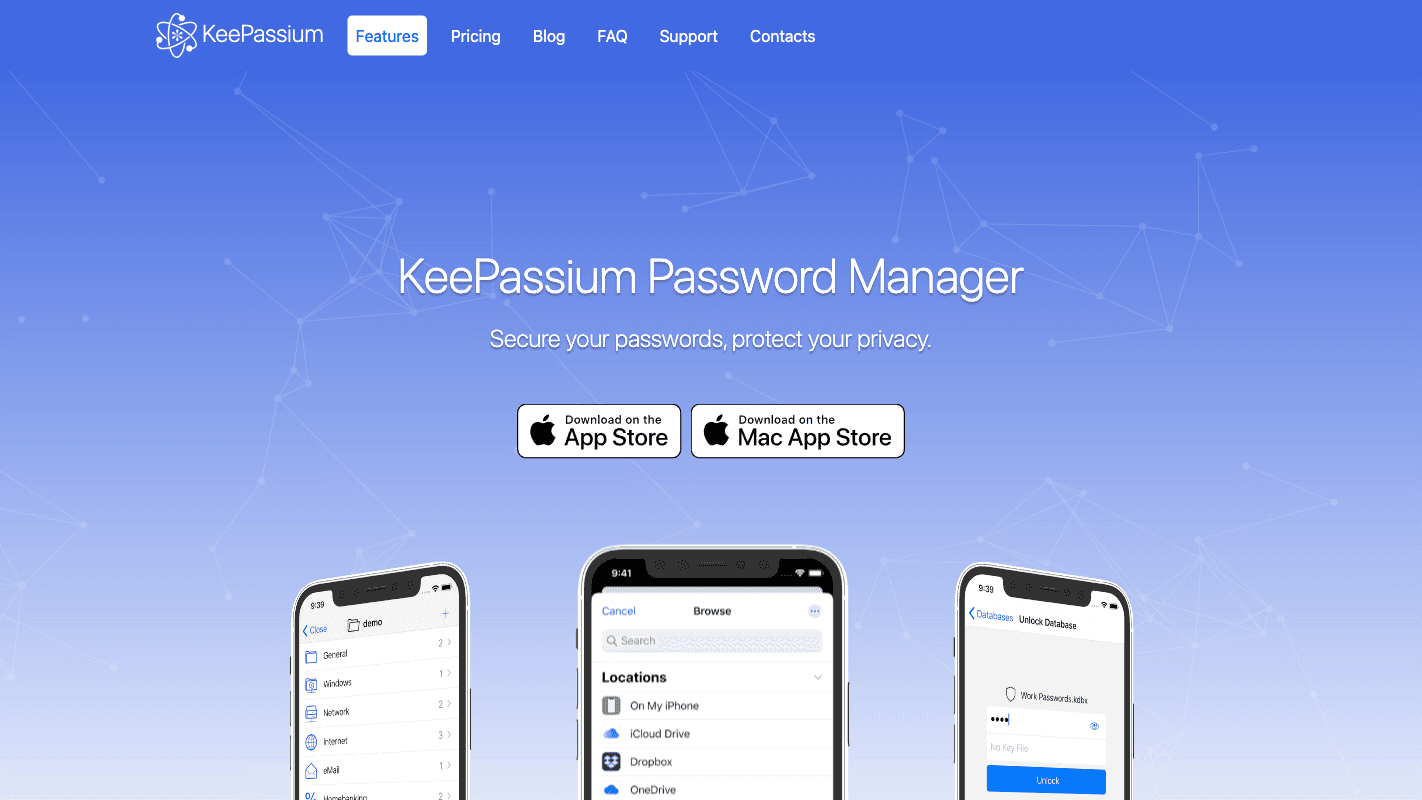 KeePassium
Features
Pricing
Blog
FAQ
Support
Contacts
KeePassium Password Manager
Secure your passwords, protect your privacy.
Download on the
App Store
Download on the
Mac App Store
9:39
Close
demo
General
2
Windows
1
Network
2
Internet
3
eMail
1
Homebanking
2
9:41
Cancel
Browse
Search
Locations
On My iPhone
iCloud Drive
Dropbox
OneDrive
9:39
Databases
Unlock Database
Work Passwords.kdbx
No Key File
Unlock